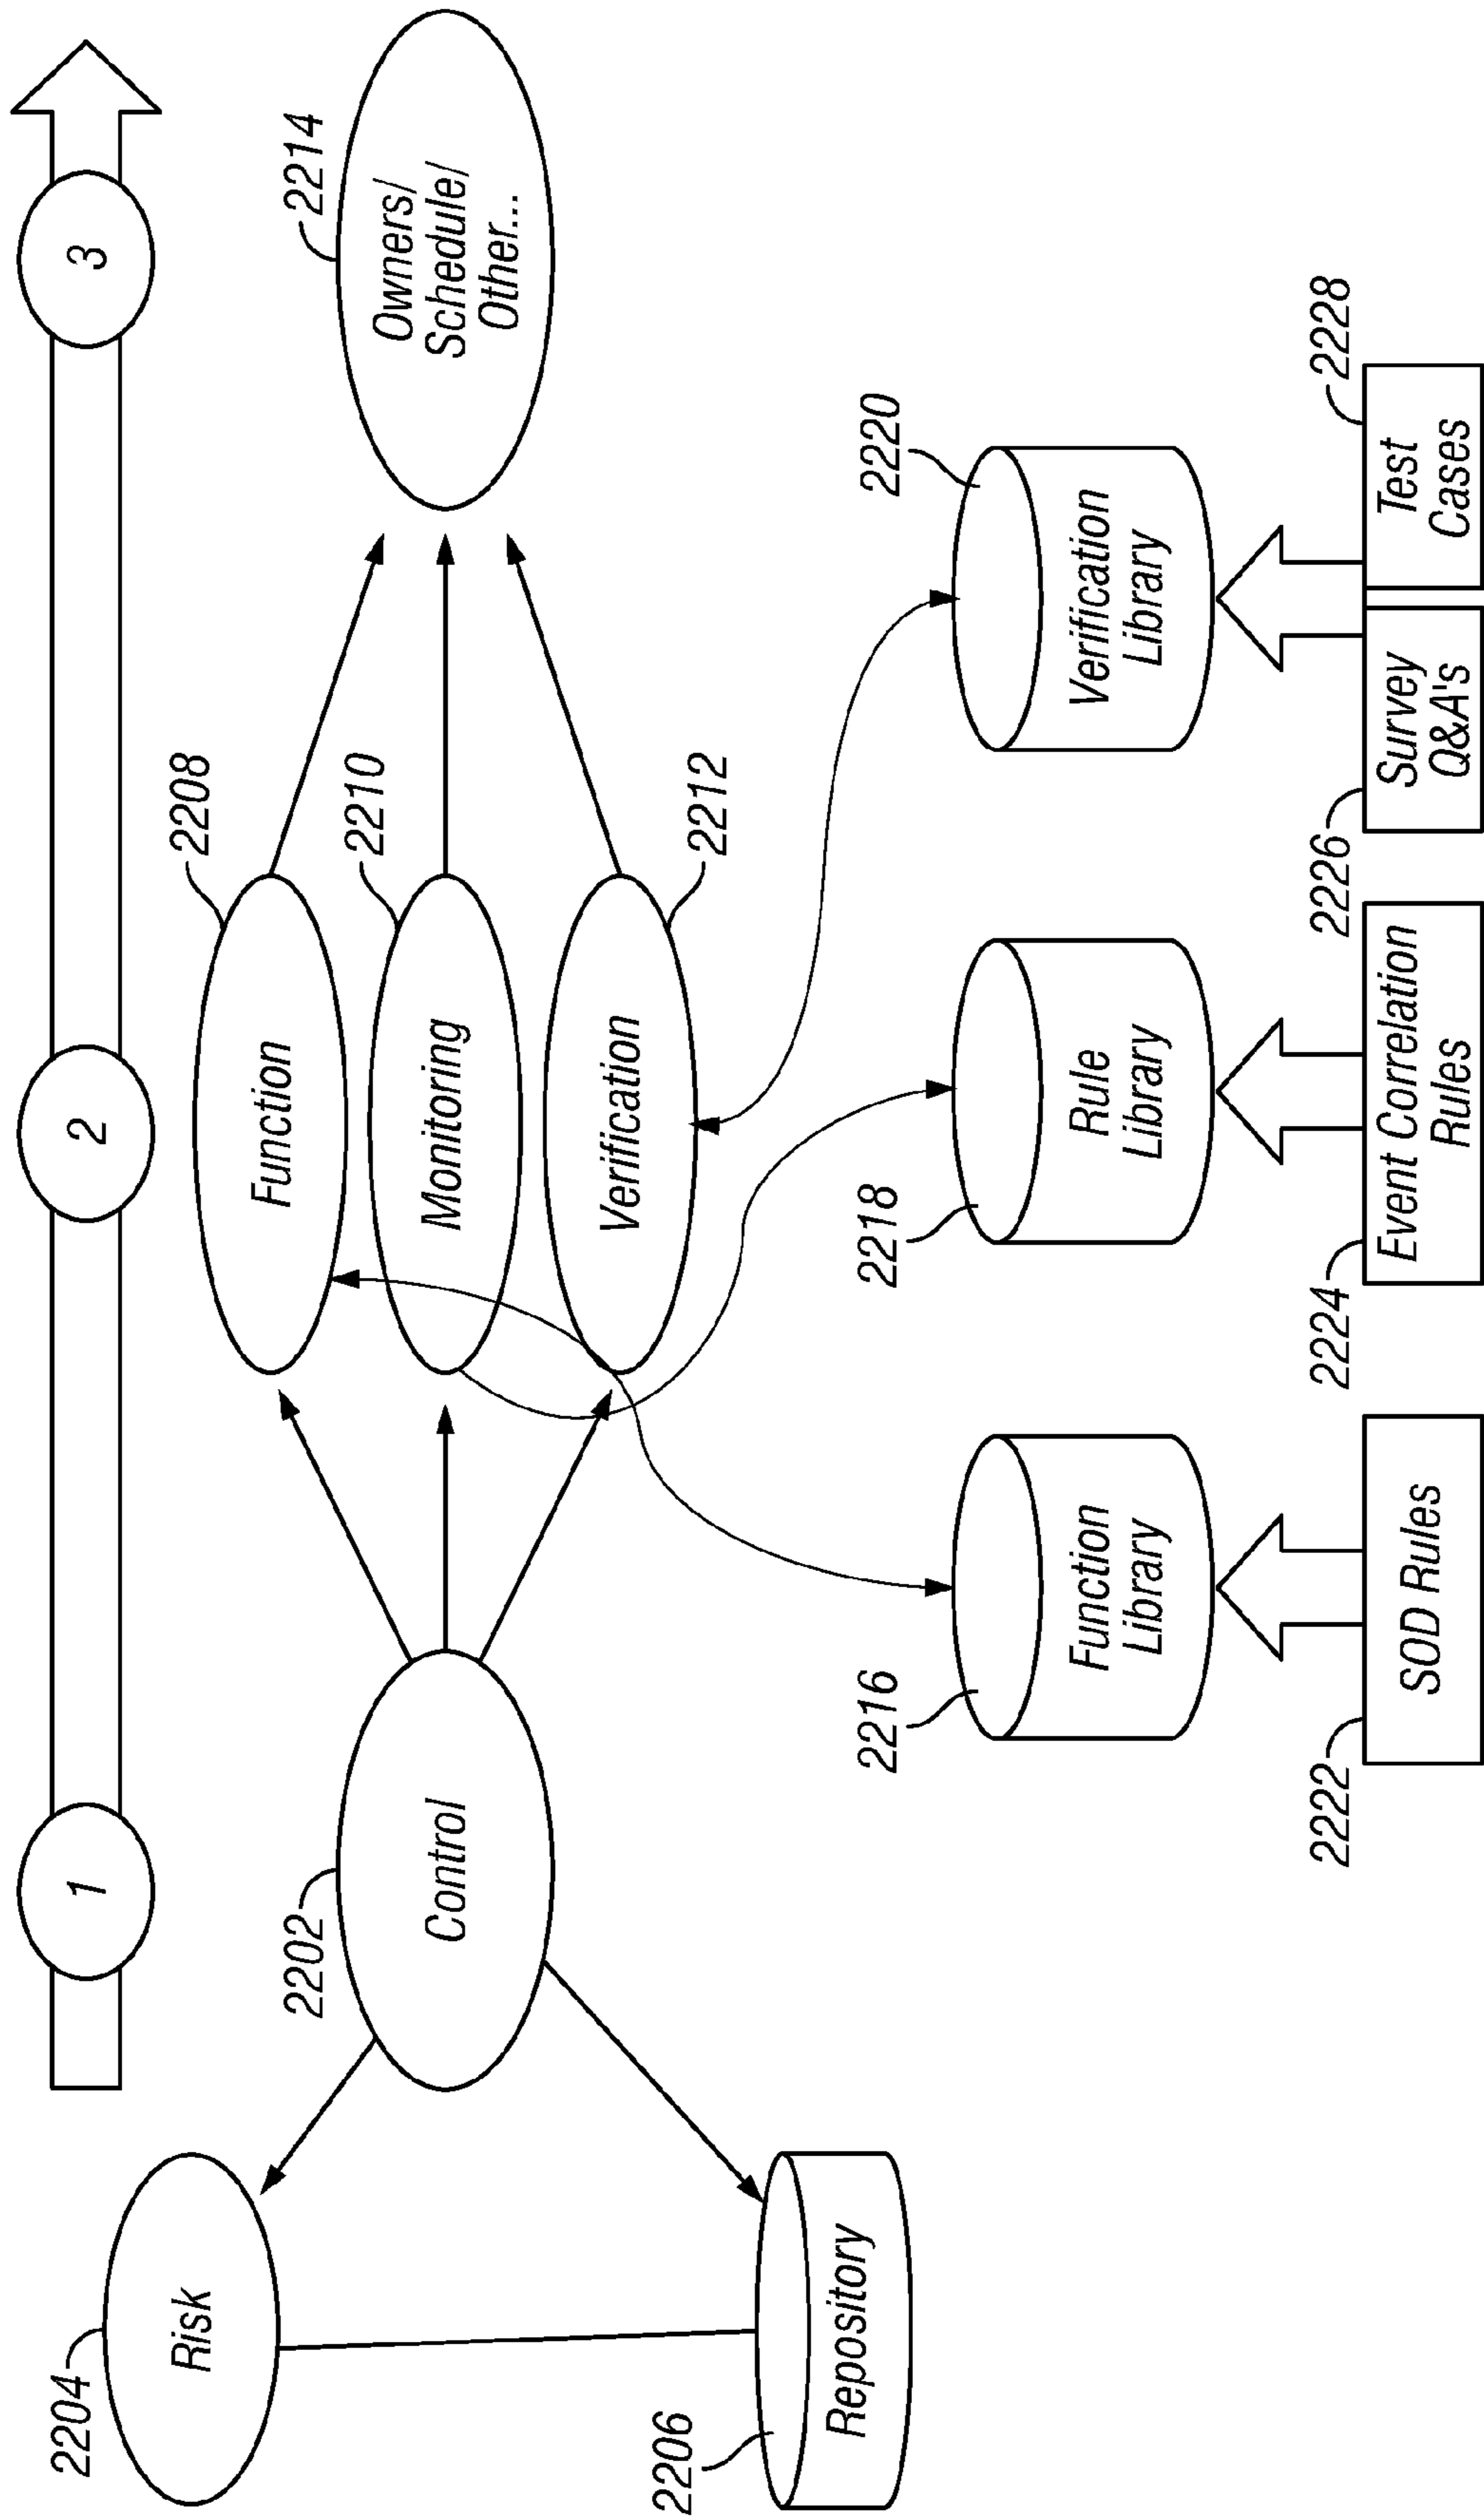 1
2
3
2204
Risk
2202
Control
2208
Function
2210
Monitoring
2212
Verification
2214
Owners/
Schedule/
Other...
2206
Repository
2216
Function
Library
2218
Rule
Library
2220
Verification
Library
2222
SOD Rules
2224
Event Correlation
Rules
2226
Survey
Q&A's
2228
Test
Cases